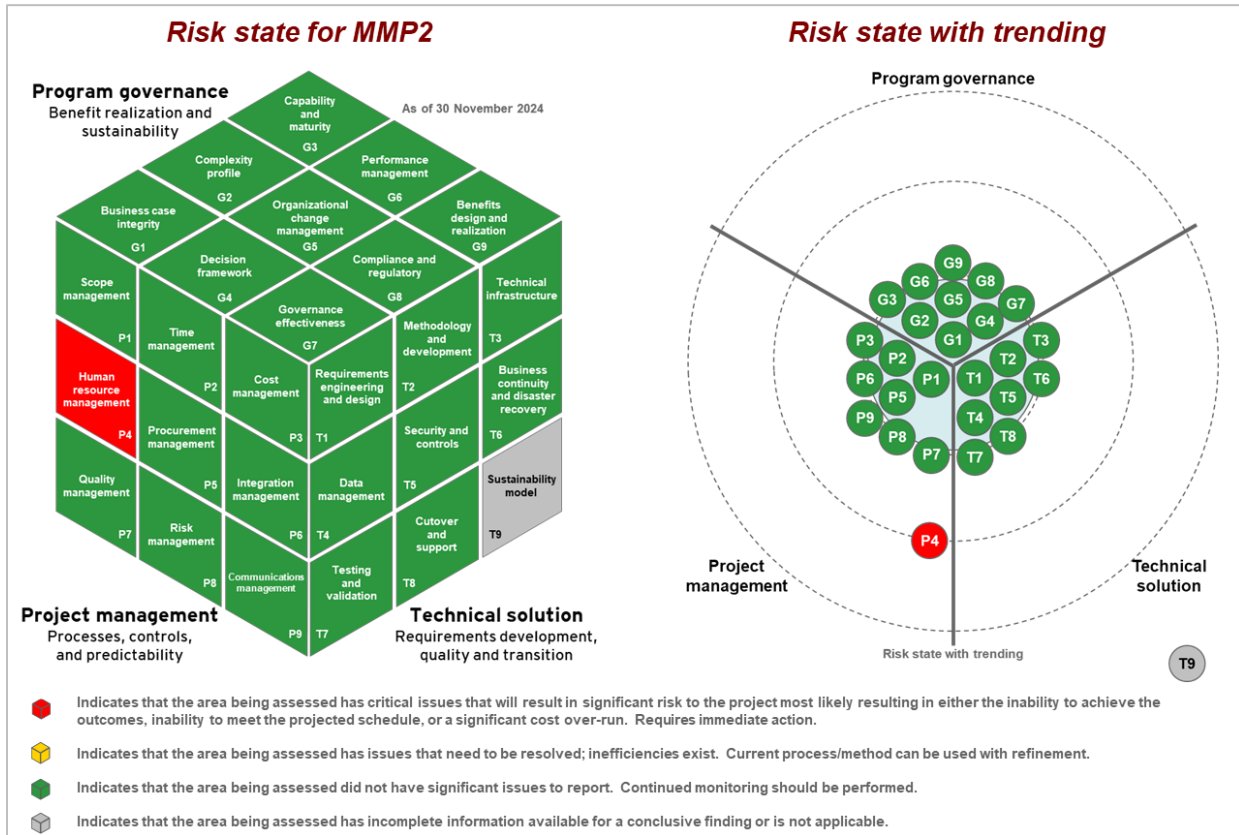 Risk state for MMP2
Program governance
Benefit realization and
sustainability
As of 30 November 2024
Capability
and
maturity
G3
Complexity
profile
G2
Performance
management
G6
Business case
integrity
G1
Organizational
change
management
G5
Benefits
design and
realization
G9
Decision
framework
G4
Compliance and
regulatory
G8
Governance
effectiveness
G7
Scope
management
P1
Time
management
P2
Cost
management
P3
Human
resource
management
P4
Procurement
management
P5
Integration
management
P6
Quality
management
P7
Risk
management
P8
Communications
management
P9
Requirements
engineering
and design
T1
Methodology
and
development
T2
Technical
infrastructure
T3
Data
management
T4
Security and
controls
T5
Business
continuity
and disaster
recovery
T6
Testing
and
validation
T7
Cutover
and
support
T8
Sustainability
model
T9
Project management
Processes, controls,
and predictability
Technical solution
Requirements development,
quality and transition
Risk state with trending
Program governance
G9
G6
G8
G3
G5
G7
G2
G4
G1
P3
P2
P1
P6
P5
P9
P8
P7
T3
T2
T1
T6
T5
T4
T8
T7
P4
Project
management
Technical
solution
Risk state with trending
T9
Indicates that the area being assessed has critical issues that will result in significant risk to the project most likely resulting in either the inability to achieve the
outcomes, inability to meet the projected schedule, or a significant cost over-run. Requires immediate action.
Indicates that the area being assessed has issues that need to be resolved; inefficiencies exist. Current process/method can be used with refinement.
Indicates that the area being assessed did not have significant issues to report. Continued monitoring should be performed.
Indicates that the area being assessed has incomplete information available for a conclusive finding or is not applicable.